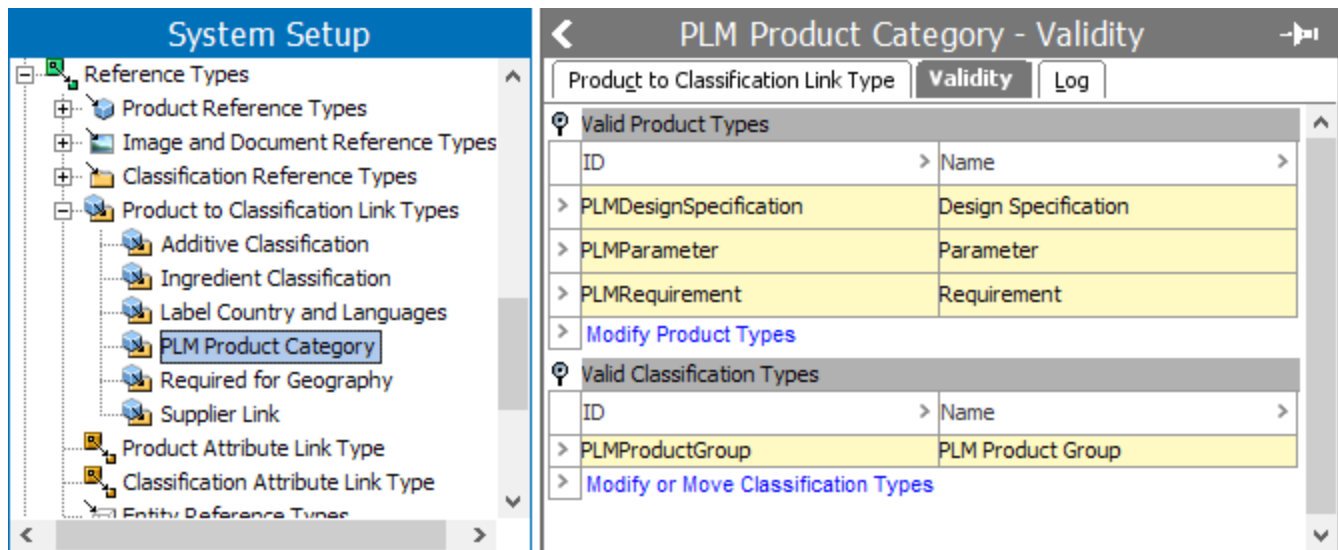 System Setup
Reference Types
Product Reference Types
Image and Document Reference Types
Classification Reference Types
Product to Classification Link Types
Additive Classification
Ingredient Classification
Label Country and Languages
PLM Product Category
Required for Geography
Supplier Link
Product Attribute Link Type
Classification Attribute Link Type
Entity Reference Types
PLM Product Category - Validity
Product to Classification Link Type Validity Log
Valid Product Types
ID > Name >
> PLMDesignSpecification Design Specification
> PLMParameter Parameter
> PLMRequirement Requirement
> Modify Product Types
Valid Classification Types
ID > Name >
> PLMProductGroup PLM Product Group
> Modify or Move Classification Types